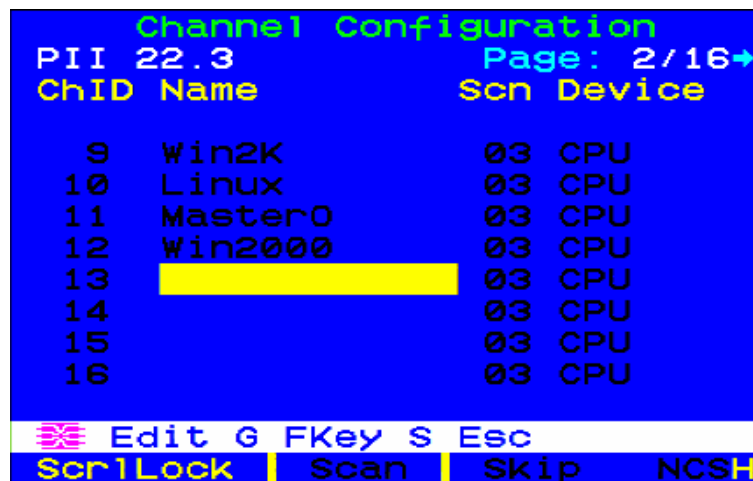 Channel Configuration
PII 22.3 Page: 2/16→
ChID Name Scn Device
9 Win2K 03 CPU
10 Linux 03 CPU
11 MasterO 03 CPU
12 Win2000 03 CPU
13 03 CPU
14 03 CPU
15 03 CPU
16 03 CPU
Edit G FKey S Esc
ScrlLock Scan Skip NCSH